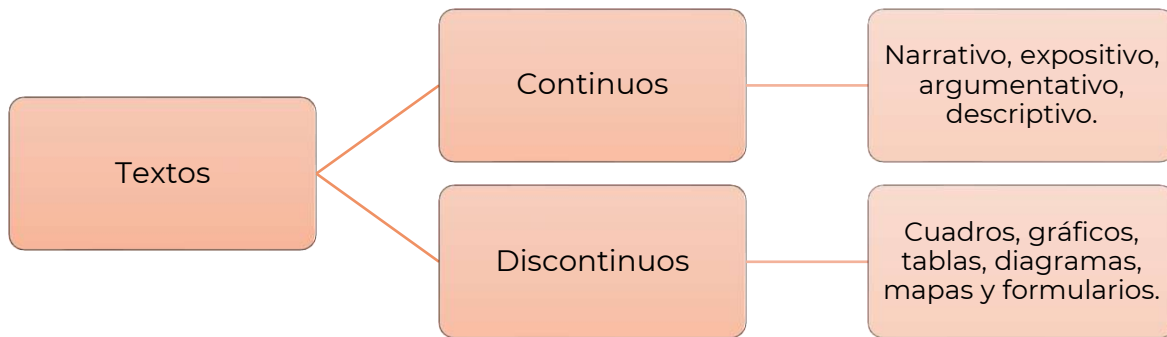 Textos
Continuos
Narrativo, expositivo,
argumentativo,
descriptivo.
Discontinuos
Cuadros, gráficos,
tablas, diagramas,
mapas y formularios.